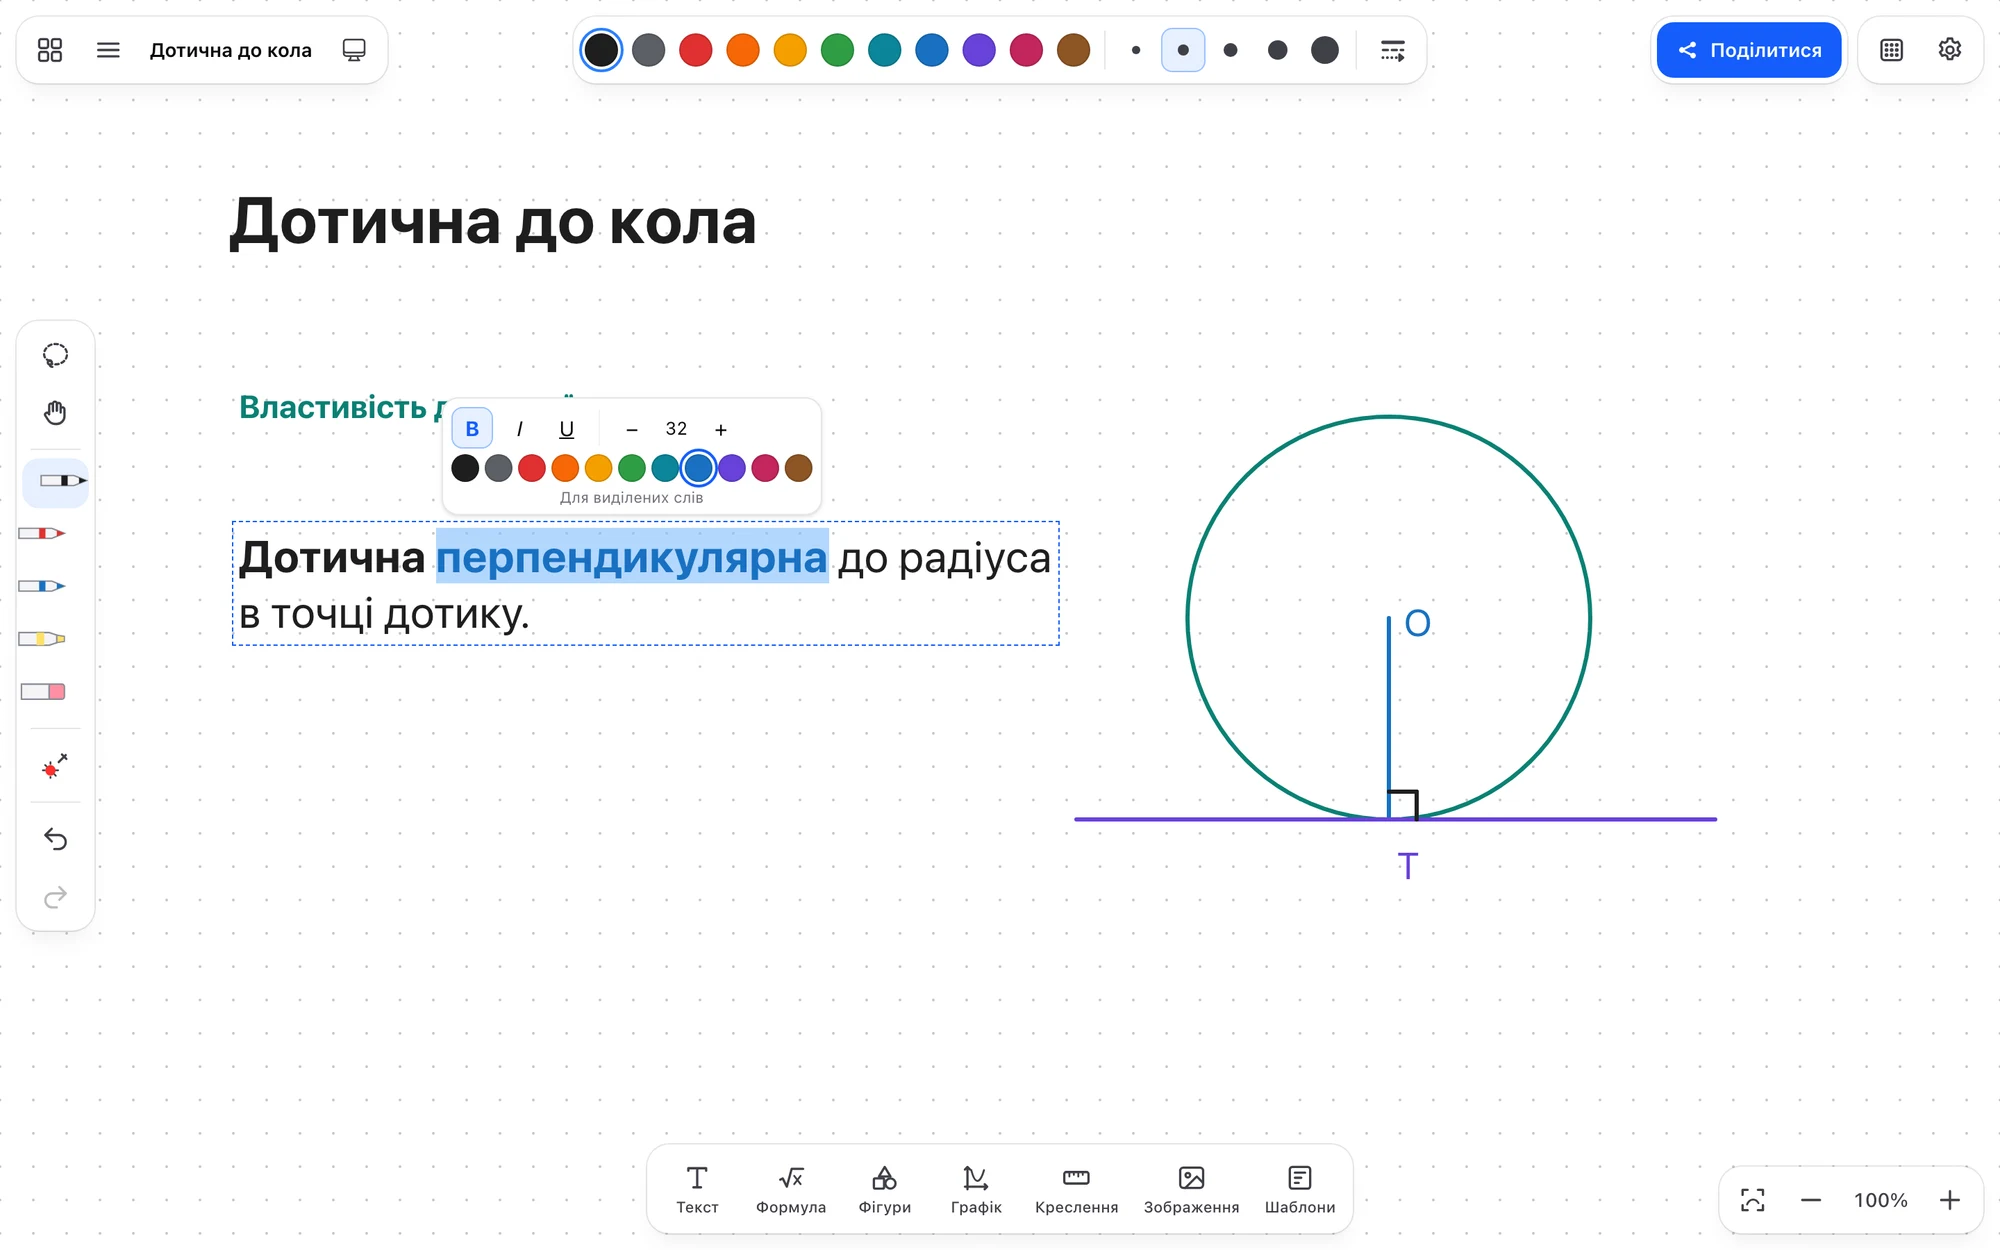 Дотична до кола
Поділитися
Дотична до кола
Властивість
B I U − 32 +
Для виділених слів
Дотична перпендикулярна до радіуса
в точці дотику.
O
T
Текст
Формула
Фігури
Графік
Креслення
Зображення
Шаблони
100%